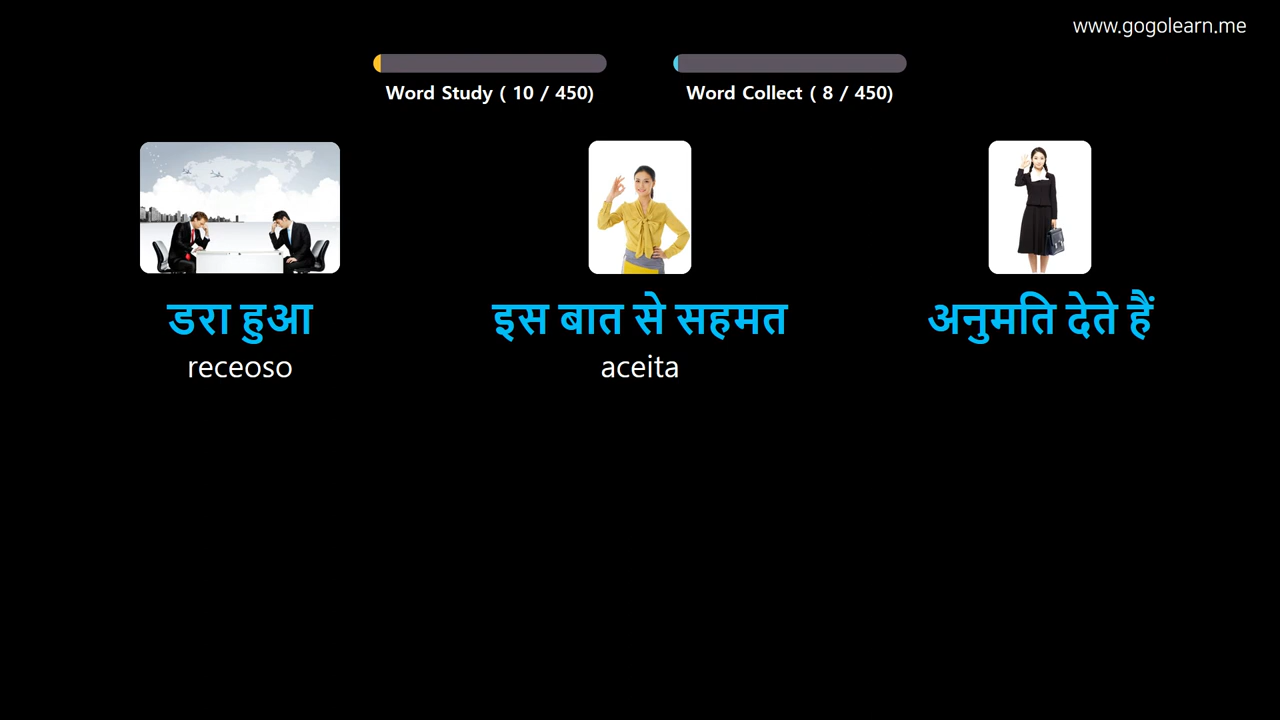 www.gogolearn.me
Word Study ( 10 / 450)
Word Collect ( 8 / 450)
डरा हुआ
इस बात से सहमत
अनुमति देते हैं
receoso
aceita